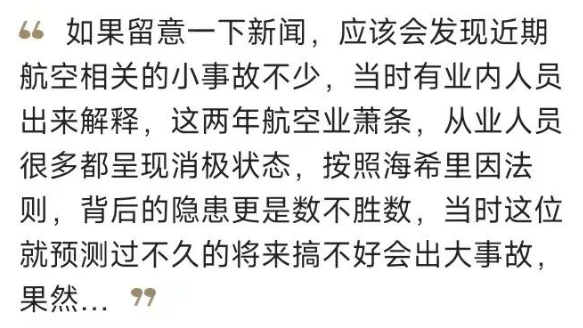 “ 如果留意一下新闻，应该会发现近期
航空相关的小事故不少，当时有业内人员
出来解释，这两年航空业萧条，从业人员
很多都呈现消极状态，按照海希里因法
则，背后的隐患更是数不胜数，当时这位
就预测过不久的将来搞不好会出大事故，
果然... ”